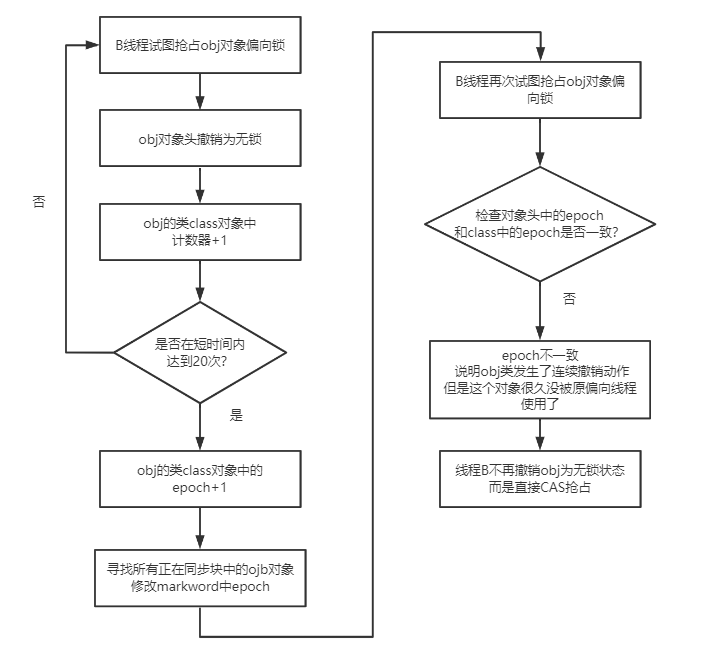 B线程试图抢占obj对象偏向锁
obj对象头撤销为无锁
否
obj的类class对象中
计数器+1
是否在短时间内
达到20次?
是
obj的类class对象中的
epoch+1
寻找所有正在同步块中的ojb对象
修改markword中epoch
B线程再次试图抢占obj对象偏
向锁
检查对象头中的epoch
和class中的epoch是否一致?
否
epoch不一致
说明obj类发生了连续撤销动作
但是这个对象很久没被原偏向线程
使用了
线程B不再撤销obj为无锁状态
而是直接CAS抢占